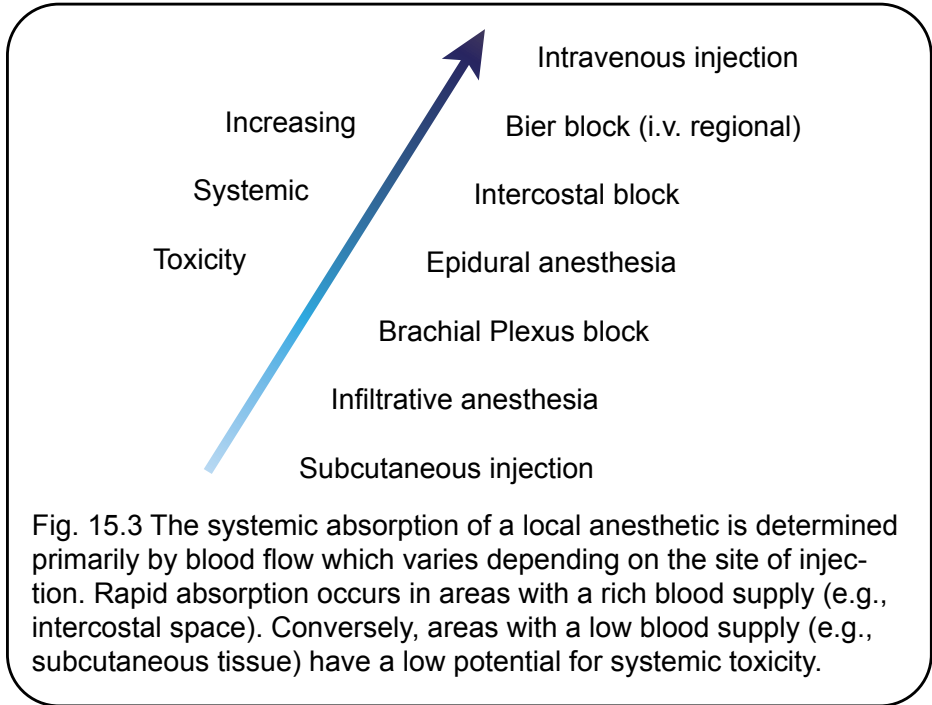 Intravenous injection
Increasing
Bier block (i.v. regional)
Systemic
Intercostal block
Toxicity
Epidural anesthesia
Brachial Plexus block
Infiltrative anesthesia
Subcutaneous injection
Fig. 15.3 The systemic absorption of a local anesthetic is determined
primarily by blood flow which varies depending on the site of injec-
tion. Rapid absorption occurs in areas with a rich blood supply (e.g.,
intercostal space). Conversely, areas with a low blood supply (e.g.,
subcutaneous tissue) have a low potential for systemic toxicity.